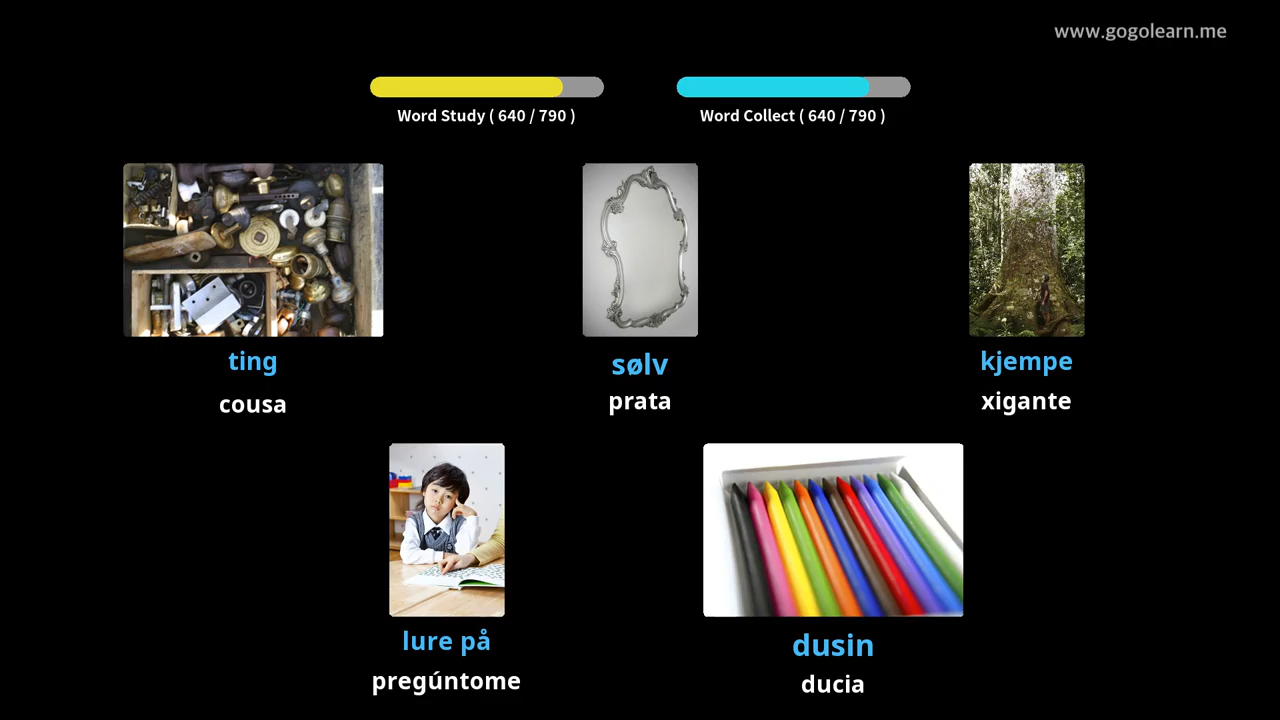 www.gogolearn.me
Word Study ( 640 / 790 )
Word Collect ( 640 / 790 )
ting
cousa
sølv
prata
kjempe
xigante
lure på
pregúntome
dusin
ducia